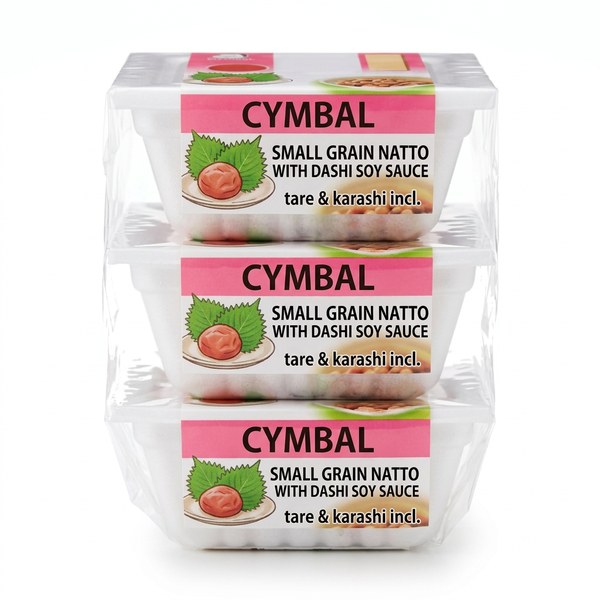 CYMBAL
SMALL GRAIN NATTO
WITH DASHI SOY SAUCE
tare & karashi incl.
CYMBAL
SMALL GRAIN NATTO
WITH DASHI SOY SAUCE
tare & karashi incl.
CYMBAL
SMALL GRAIN NATTO
WITH DASHI SOY SAUCE
tare & karashi incl.